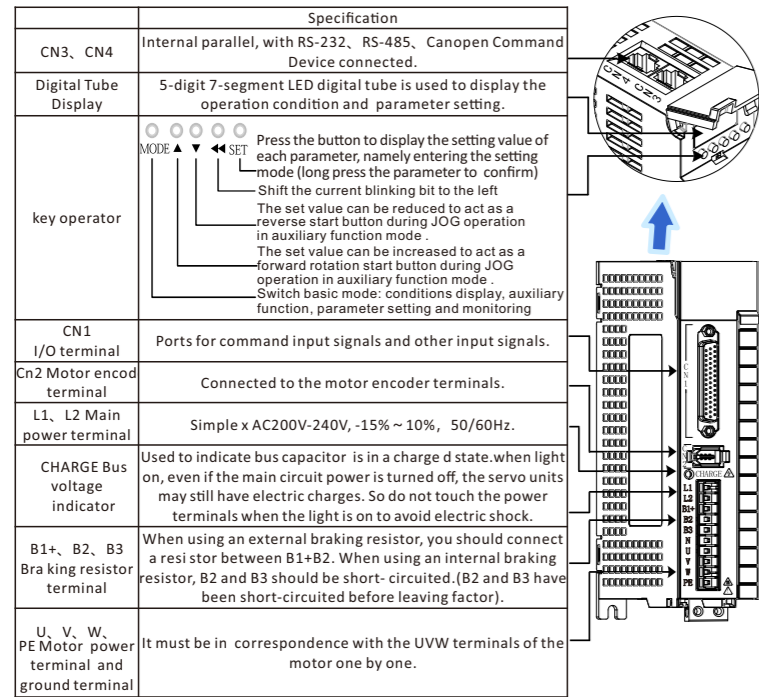 Specification
CN3、CN4
Internal parallel, with RS-232、RS-485、Canopen Command
Device connected.
Digital Tube
Display
5-digit 7-segment LED digital tube is used to display the
operation condition and parameter setting.
key operator
MODE ▲ ▼ ◀◀ SET
Press the button to display the setting value of
each parameter, namely entering the setting
mode (long press the parameter to confirm)
Shift the current blinking bit to the left
The set value can be reduced to act as a
reverse start button during JOG operation
in auxiliary function mode .
The set value can be increased to act as a
forward rotation start button during JOG
operation in auxiliary function mode .
Switch basic mode: conditions display, auxiliary
function, parameter setting and monitoring
CN1
I/O terminal
Ports for command input signals and other input signals.
Cn2 Motor encod
terminal
Connected to the motor encoder terminals.
L1、L2 Main
power terminal
Simple x AC200V-240V, -15%~10%, 50/60Hz.
CHARGE Bus
voltage
indicator
Used to indicate bus capacitor is in a charge d state.when light
on, even if the main circuit power is turned off, the servo units
may still have electric charges. So do not touch the power
terminals when the light is on to avoid electric shock.
B1+、B2、B3
Bra king resistor
terminal
When using an external braking resistor, you should connect
a resi stor between B1+B2. When using an internal braking
resistor, B2 and B3 should be short- circuited.(B2 and B3 have
been short-circuited before leaving factor).
U、V、W、
PE Motor power
terminal and
ground terminal
It must be in correspondence with the UVW terminals of the
motor one by one.
CN4 CN3
CN1
CHARGE
L1
L2
B1+
B2
B3
N
U
V
W
PE